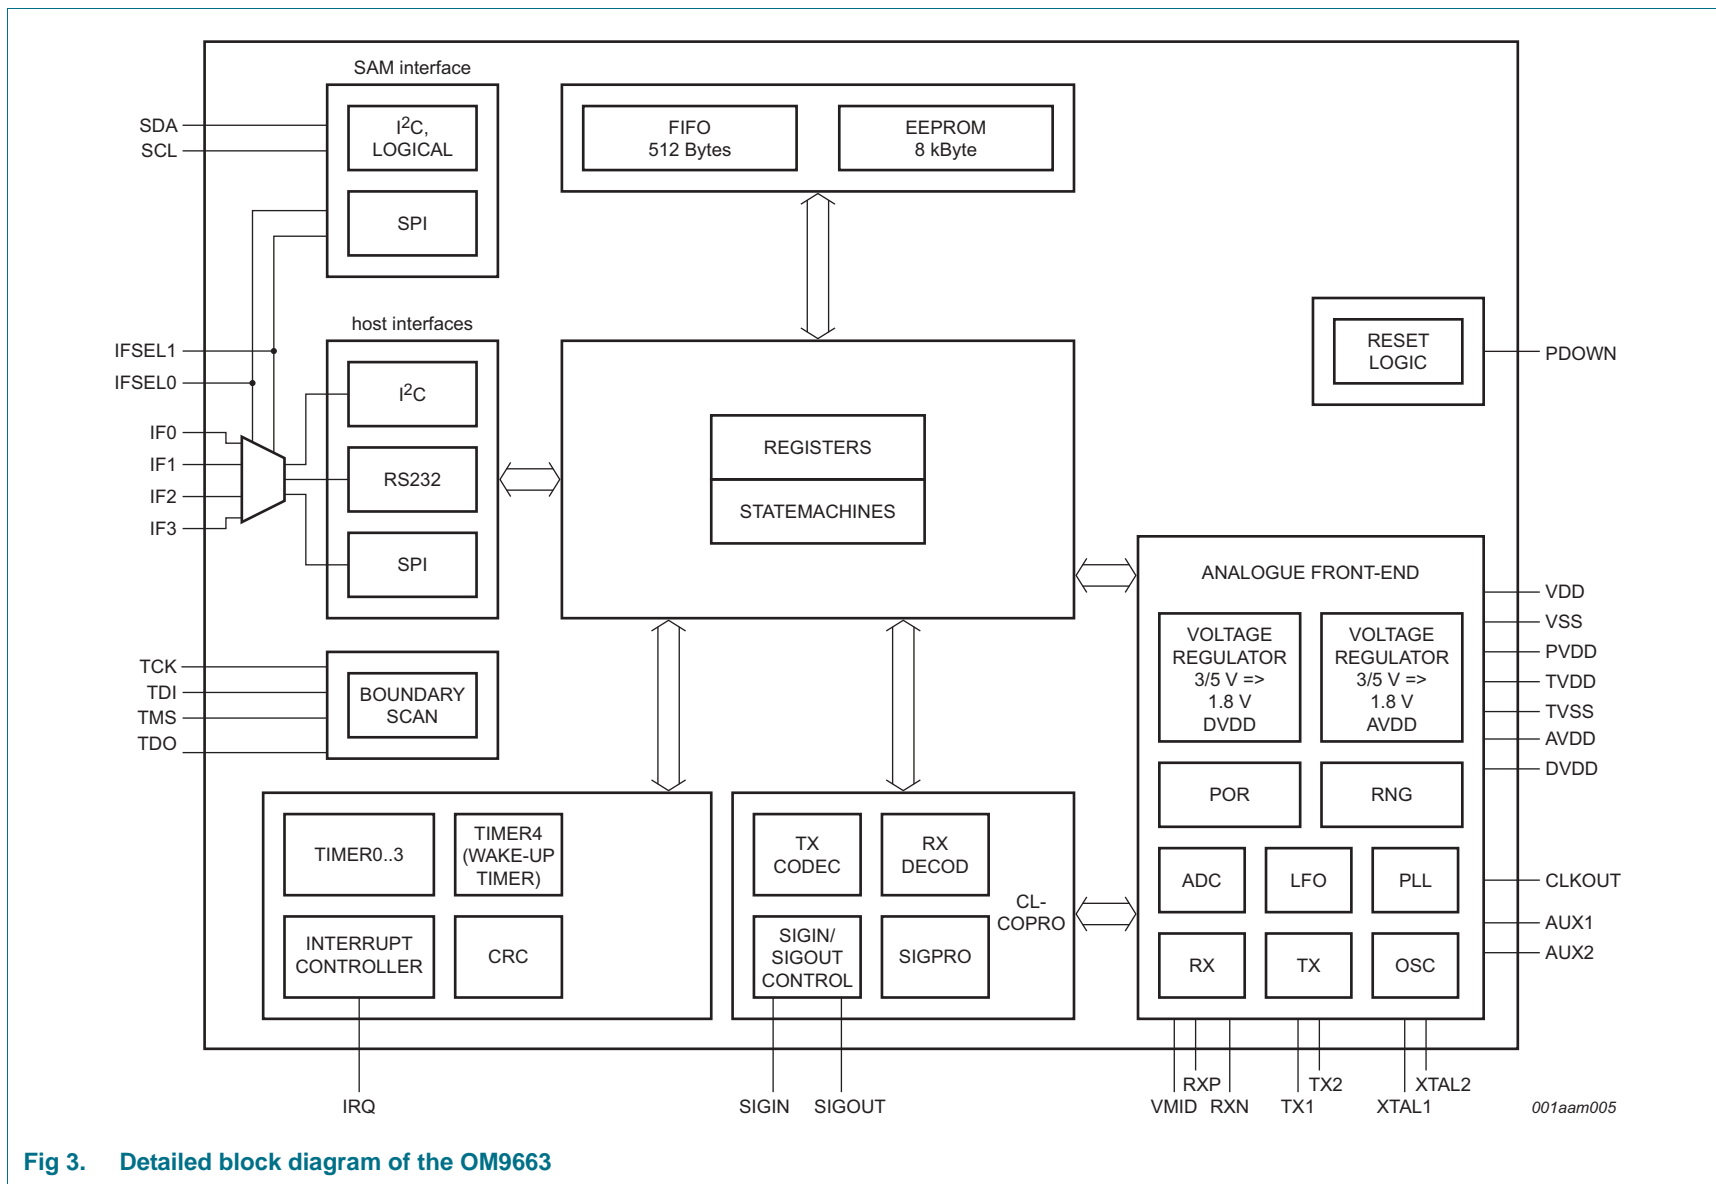 SAM interface
SDA
SCL
I2C,
LOGICAL
SPI
FIFO
512 Bytes
EEPROM
8 kByte
host interfaces
IFSEL1
IFSEL0
IF0
IF1
IF2
IF3
I2C
RS232
SPI
REGISTERS
STATEMACHINES
RESET
LOGIC
PDOWN
TCK
TDI
TMS
TDO
BOUNDARY
SCAN
ANALOGUE FRONT-END
VOLTAGE
REGULATOR
3/5 V =>
1.8 V
DVDD
VOLTAGE
REGULATOR
3/5 V =>
1.8 V
AVDD
POR
RNG
ADC
LFO
PLL
RX
TX
OSC
VDD
VSS
PVDD
TVDD
TVSS
AVDD
DVDD
CLKOUT
AUX1
AUX2
TIMER0..3
TIMER4
(WAKE-UP
TIMER)
INTERRUPT
CONTROLLER
CRC
TX
CODEC
RX
DECOD
SIGIN/
SIGOUT
CONTROL
SIGPRO
CL-
COPRO
IRQ
SIGIN
SIGOUT
VMID
RXP
RXN
TX1
TX2
XTAL1
XTAL2
001aam005
Fig 3. Detailed block diagram of the OM9663